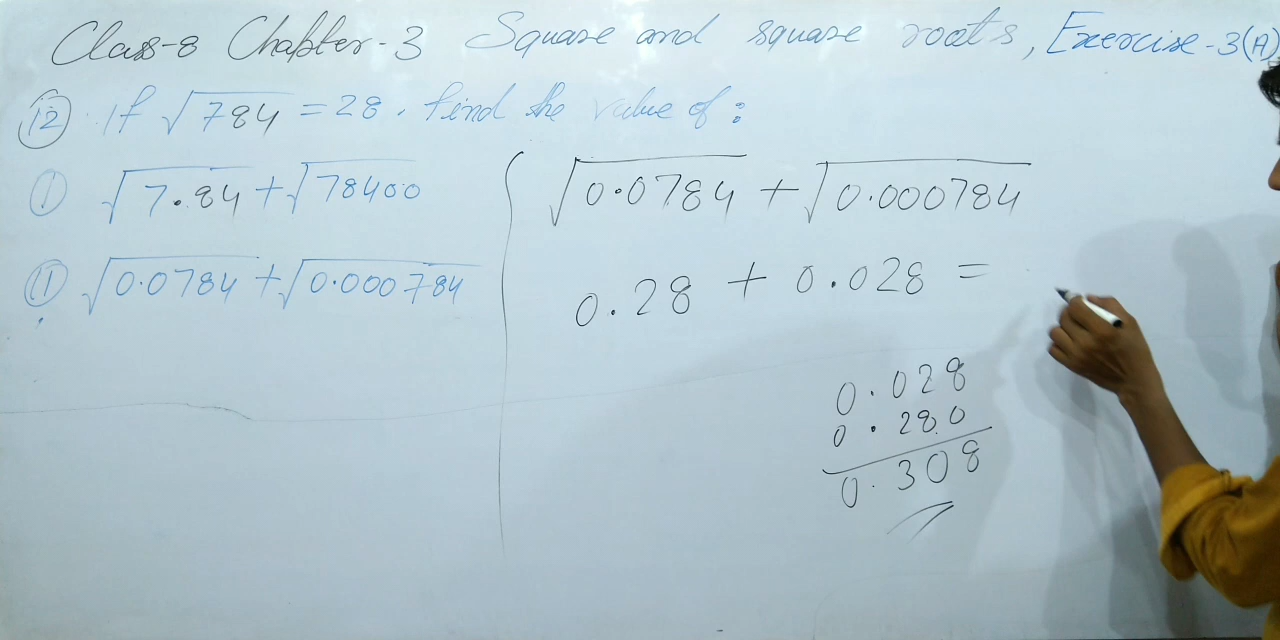 Class-8 Chapter-3 Square and square roots, Exercise-3(A)
(12) If √784 = 28. find the value of :
(I) √7.84 + √78400
(II) √0.0784 + √0.000784
√0.0784 + √0.000784
0.28 + 0.028 =
0.028
0.280
0.308